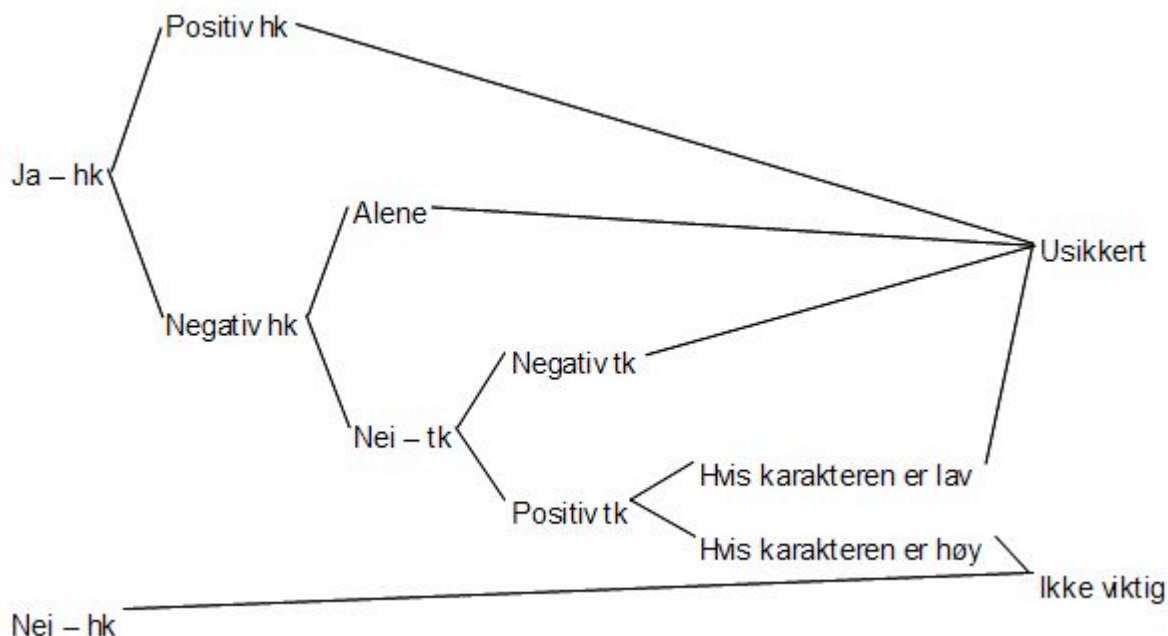 Positiv hk
Ja – hk
Alene
Usikkert
Negativ hk
Negativ tk
Nei – tk
Hvis karakteren er lav
Positiv tk
Hvis karakteren er høy
Ikke viktig
Nei – hk